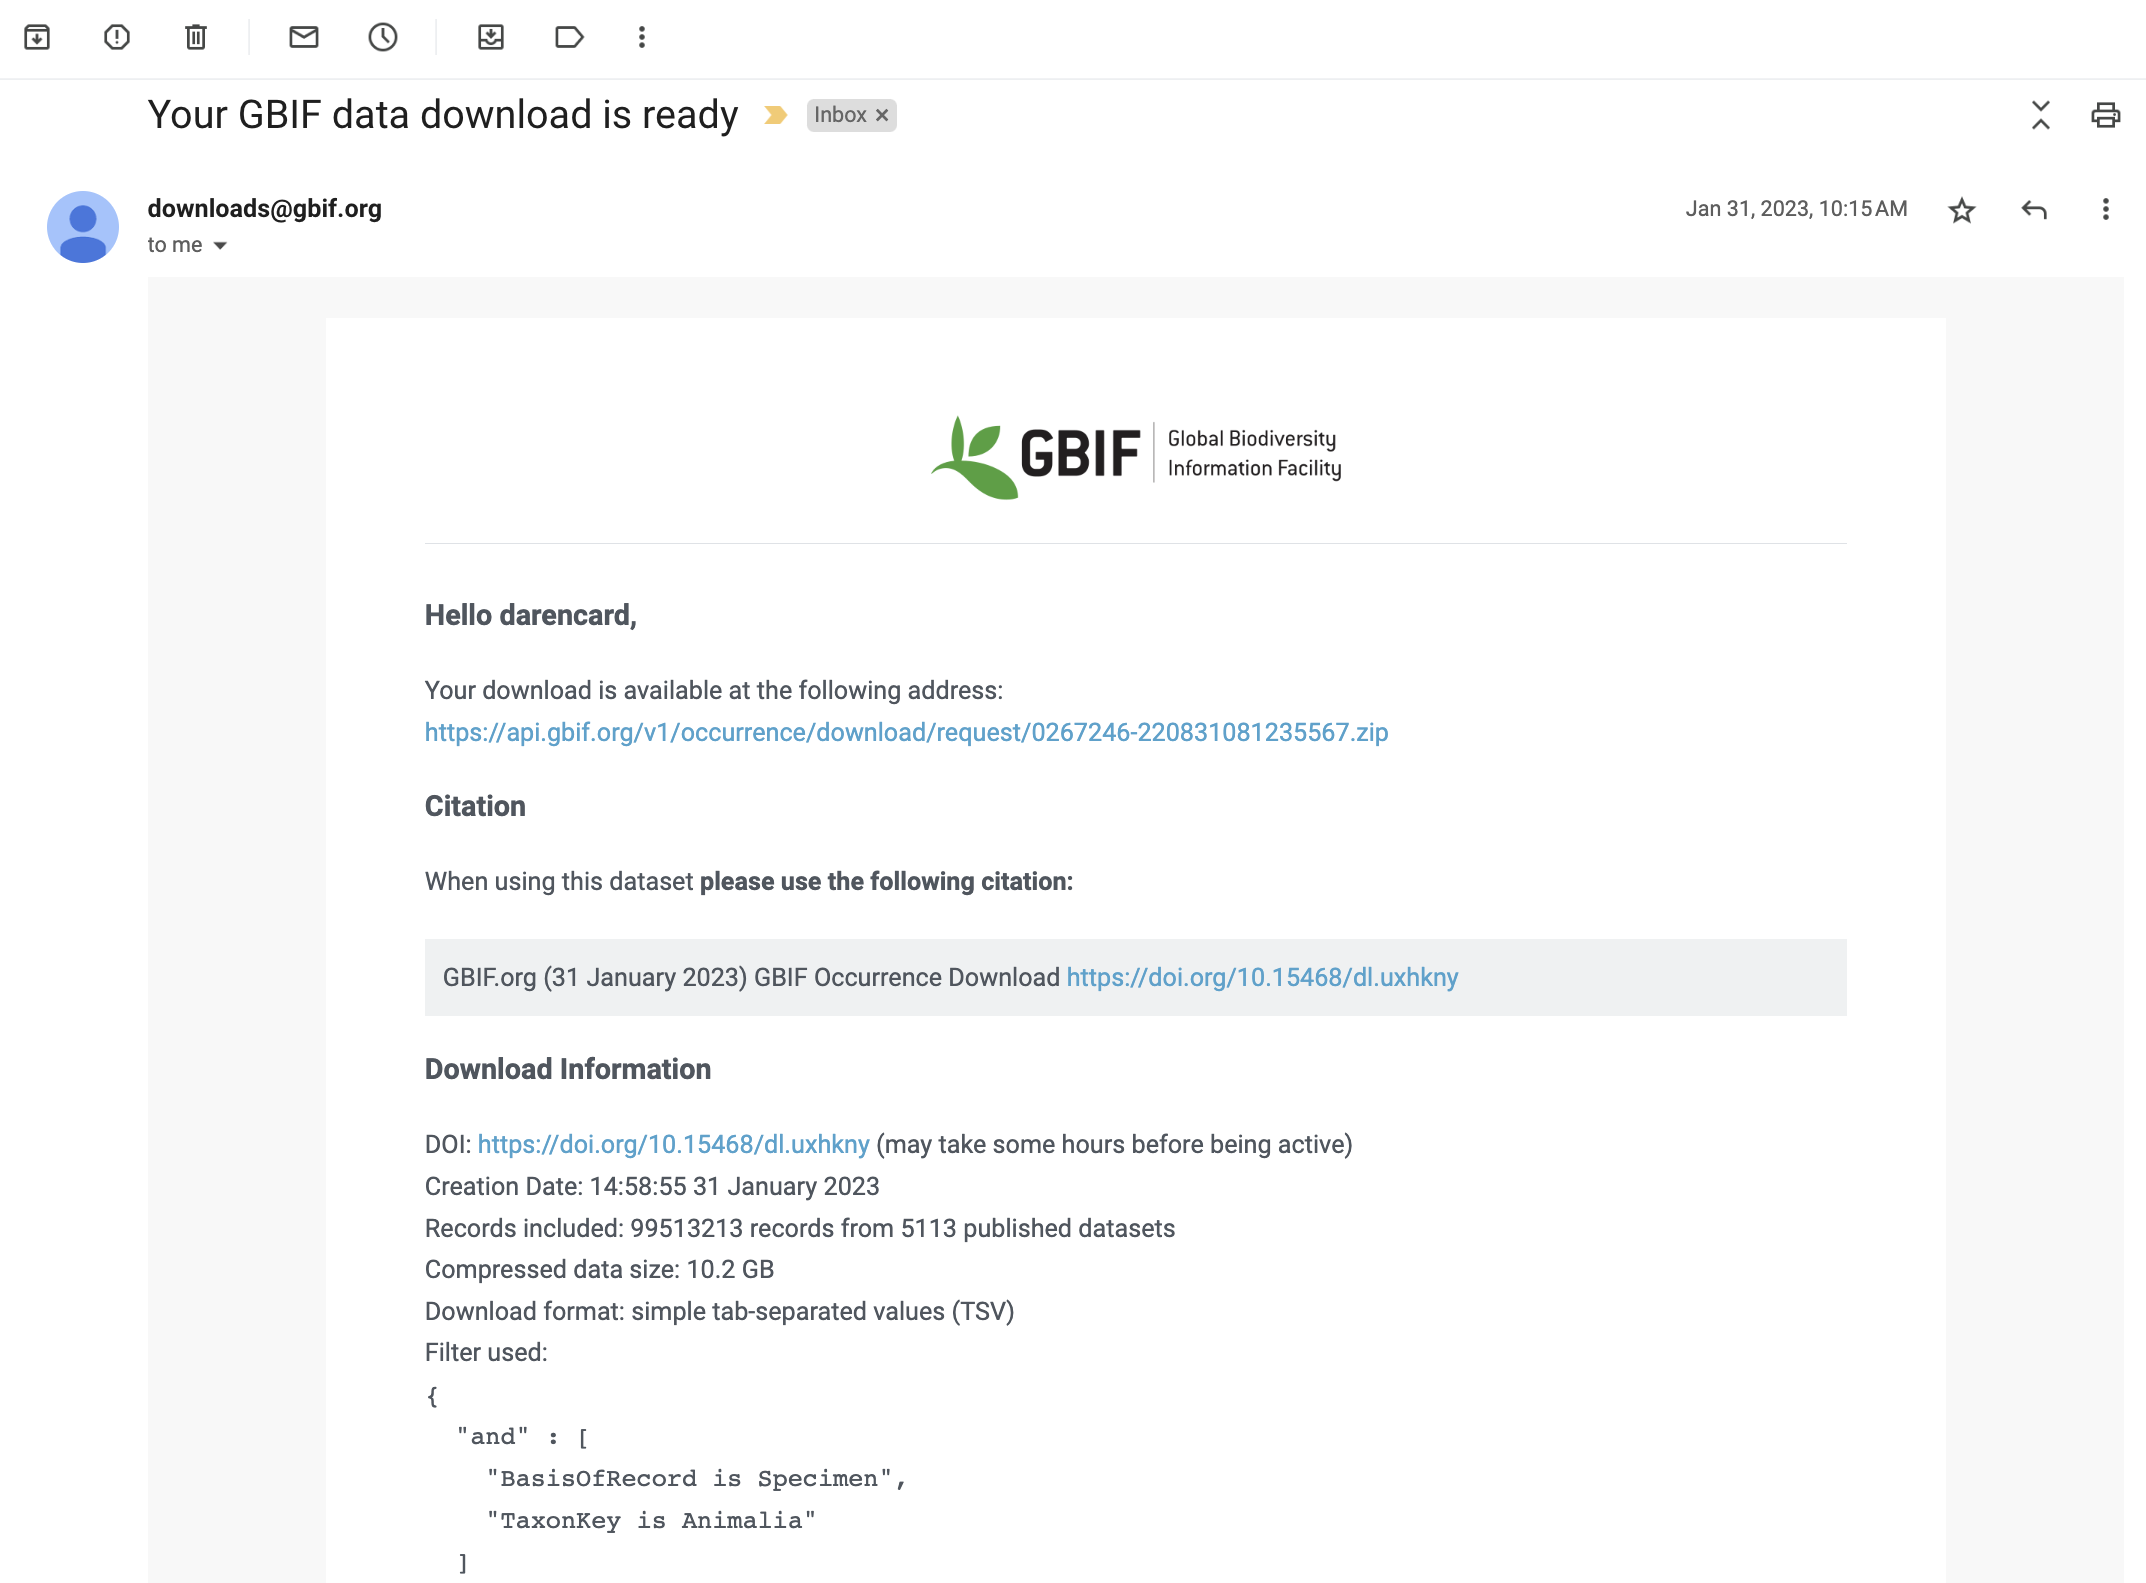 Your GBIF data download is ready
Inbox ×
downloads@gbif.org
Jan 31, 2023, 10:15 AM
to me
GBIF
Global Biodiversity
Information Facility
Hello darencard,
Your download is available at the following address:
https://api.gbif.org/v1/occurrence/download/request/0267246-220831081235567.zip
Citation
When using this dataset please use the following citation:
GBIF.org (31 January 2023) GBIF Occurrence Download https://doi.org/10.15468/dl.uxhkny
Download Information
DOI: https://doi.org/10.15468/dl.uxhkny (may take some hours before being active)
Creation Date: 14:58:55 31 January 2023
Records included: 99513213 records from 5113 published datasets
Compressed data size: 10.2 GB
Download format: simple tab-separated values (TSV)
Filter used:
{
"and" : [
"BasisOfRecord is Specimen",
"TaxonKey is Animalia"
]